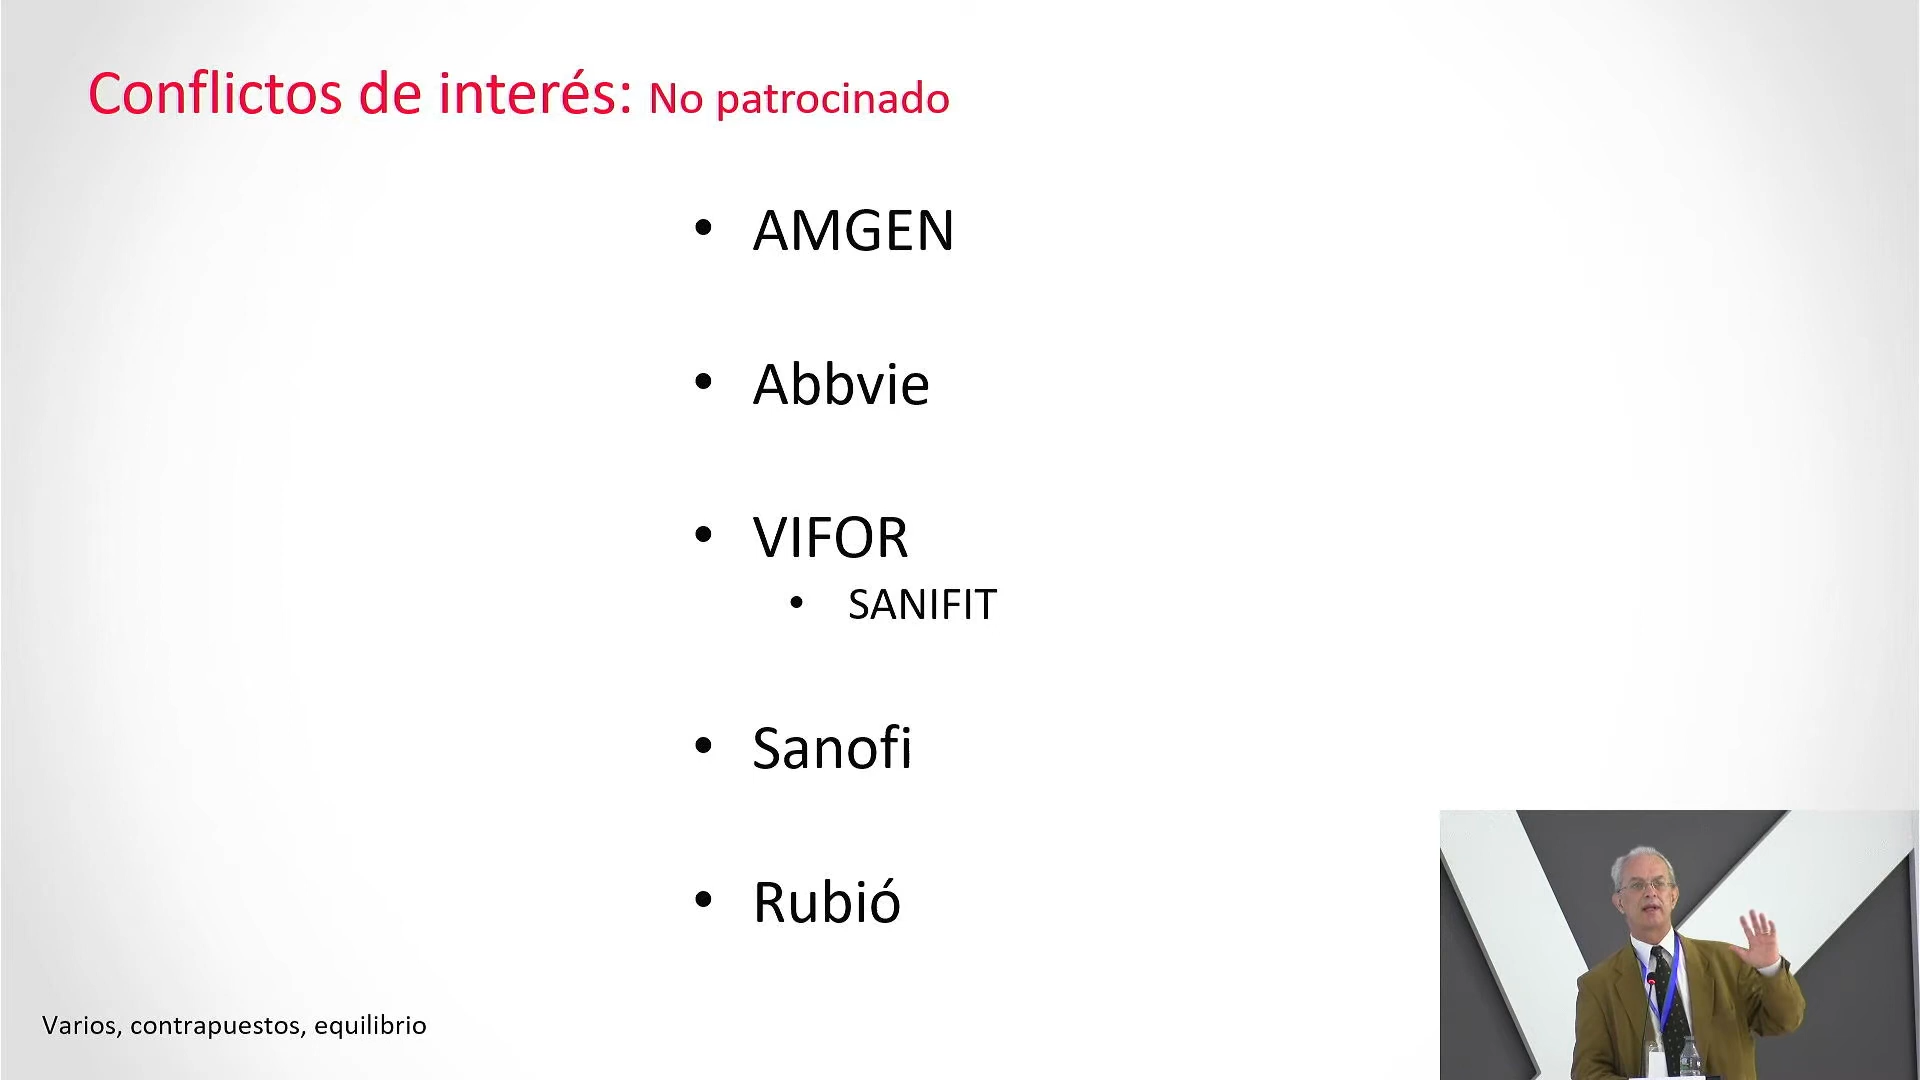 Conflictos de interés: No patrocinado
• AMGEN
• Abbvie
• VIFOR
• SANIFIT
• Sanofi
• Rubió
Varios, contrapuestos, equilibrio